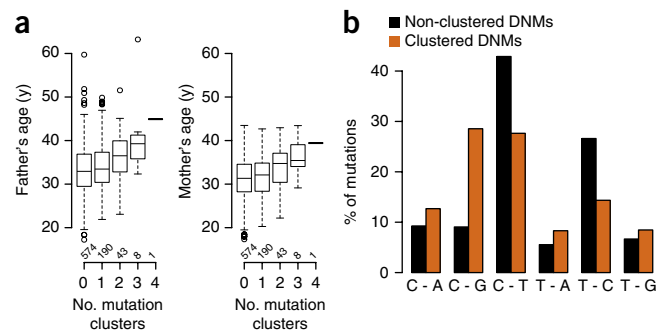 a
Father's age (y)
60
50
40
30
20
574
190
43
8
1
0 1 2 3 4
No. mutation
clusters
Mother's age (y)
60
50
40
30
20
574
190
43
8
1
0 1 2 3 4
No. mutation
clusters
b
Non-clustered DNMs
Clustered DNMs
% of mutations
40
30
20
10
0
C - A C - G C - T T - A T - C T - G